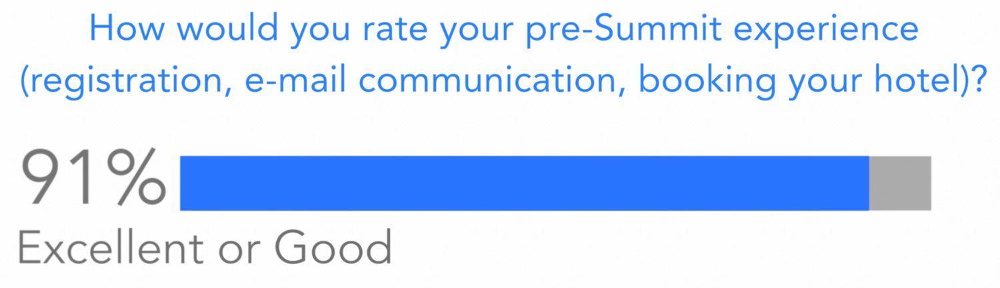 How would you rate your pre-Summit experience
(registration, e-mail communication, booking your hotel)?
91%
Excellent or Good